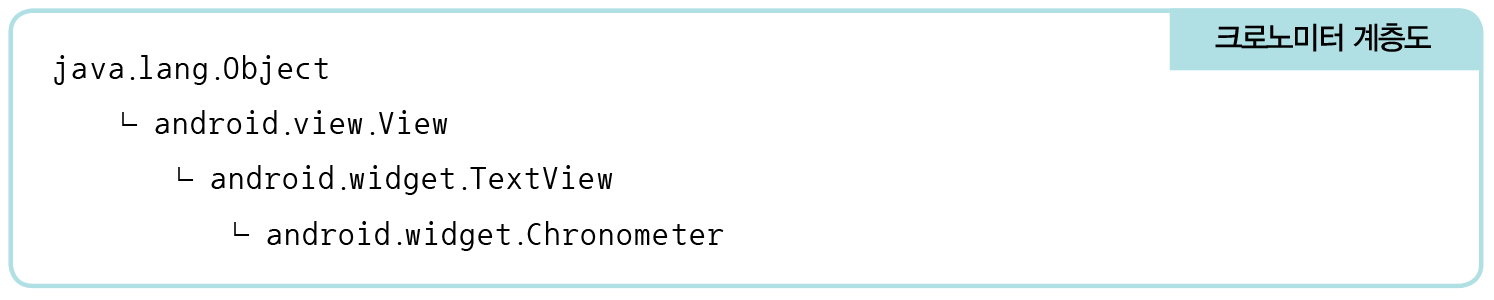 크로노미터 계층도
java.lang.Object
└ android.view.View
└ android.widget.TextView
└ android.widget.Chronometer